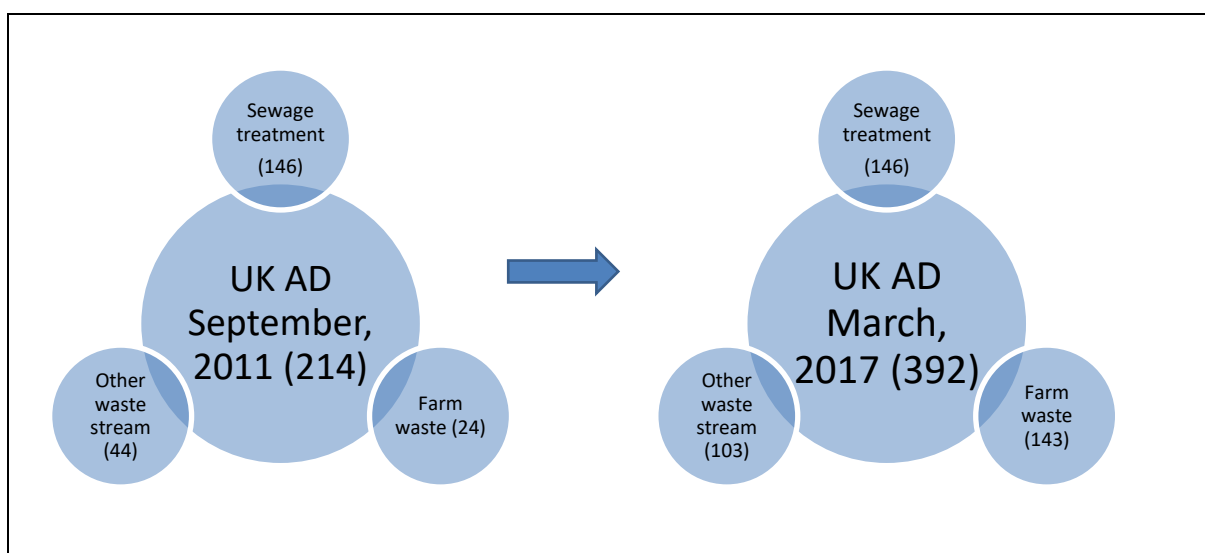 Sewage
treatment
(146)
UK AD
September,
2011 (214)
Other
waste
stream
(44)
Farm
waste (24)
Sewage
treatment
(146)
UK AD
March,
2017 (392)
Other
waste
stream
(103)
Farm
waste
(143)